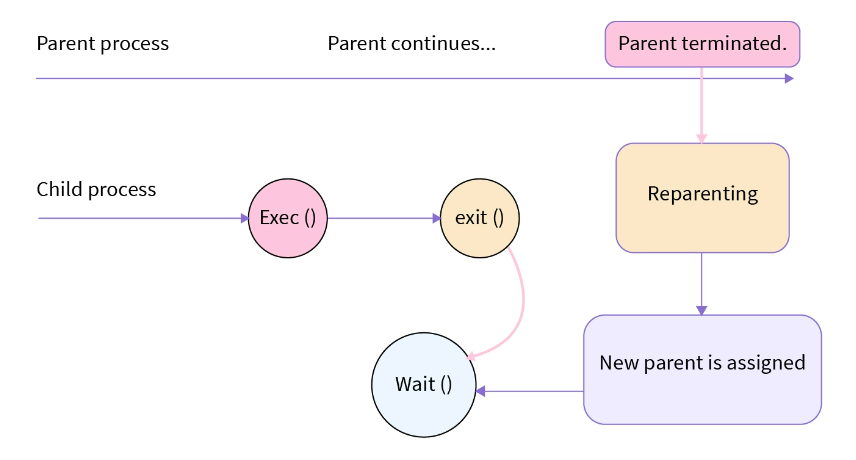 Parent process
Parent continues...
Parent terminated.
Child process
Exec ()
exit ()
Reparenting
New parent is assigned
Wait ()